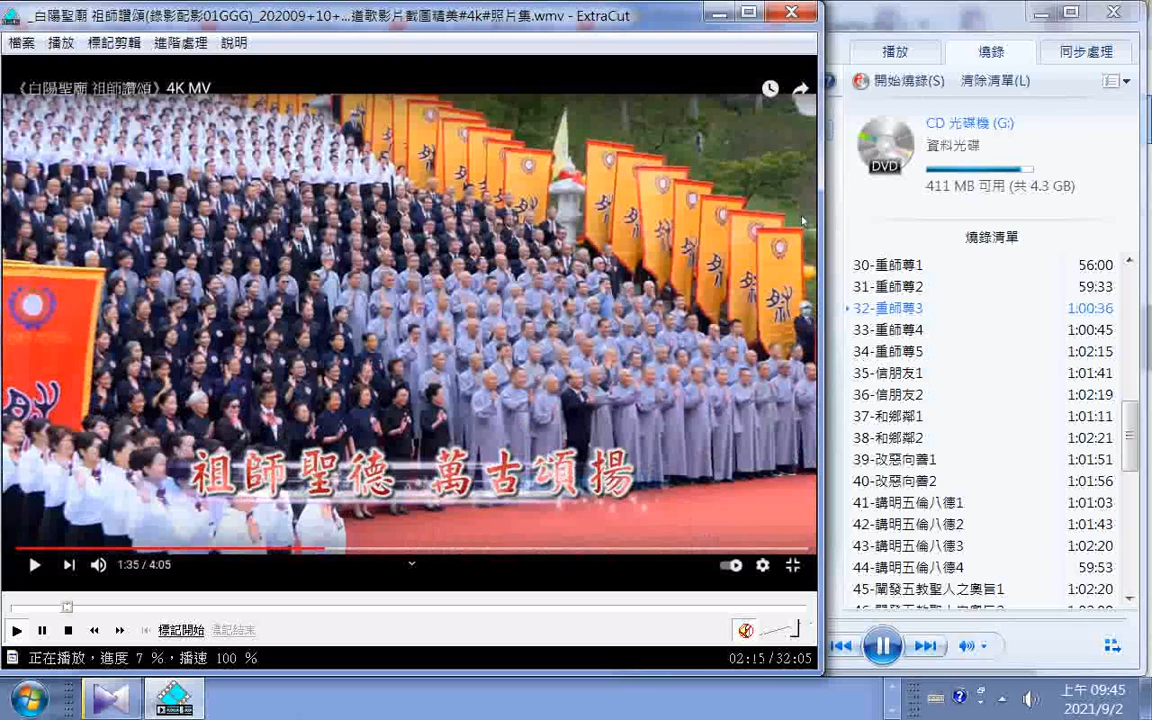 _白陽聖廟 祖師讚頌(錄影配影01GGG)_202009+10+...道歌影片截圖精美#4k#照片集.wmv - ExtraCut
檔案 播放 標記剪輯 進階處理 說明
《白陽聖廟 祖師讚頌》4K MV
祖師聖德 萬古頌揚
1:35 / 4:05
標記開始 標記結束
正在播放，進度 7 %，播速 100 %
02:15/32:05
播放 燒錄 同步處理
開始燒錄(S) 清除清單(L)
CD 光碟機 (G:)
資料光碟
DVD
411 MB 可用 (共 4.3 GB)
燒錄清單
30-重師尊1 56:00
31-重師尊2 59:33
32-重師尊3 1:00:36
33-重師尊4 1:00:45
34-重師尊5 1:02:15
35-信朋友1 1:01:41
36-信朋友2 1:02:19
37-和鄉鄰1 1:01:11
38-和鄉鄰2 1:02:21
39-改惡向善1 1:01:51
40-改惡向善2 1:01:56
41-講明五倫八德1 1:01:03
42-講明五倫八德2 1:01:43
43-講明五倫八德3 1:02:20
44-講明五倫八德4 59:53
45-闡發五教聖人之奧旨1 1:02:20
上午 09:45
2021/9/2